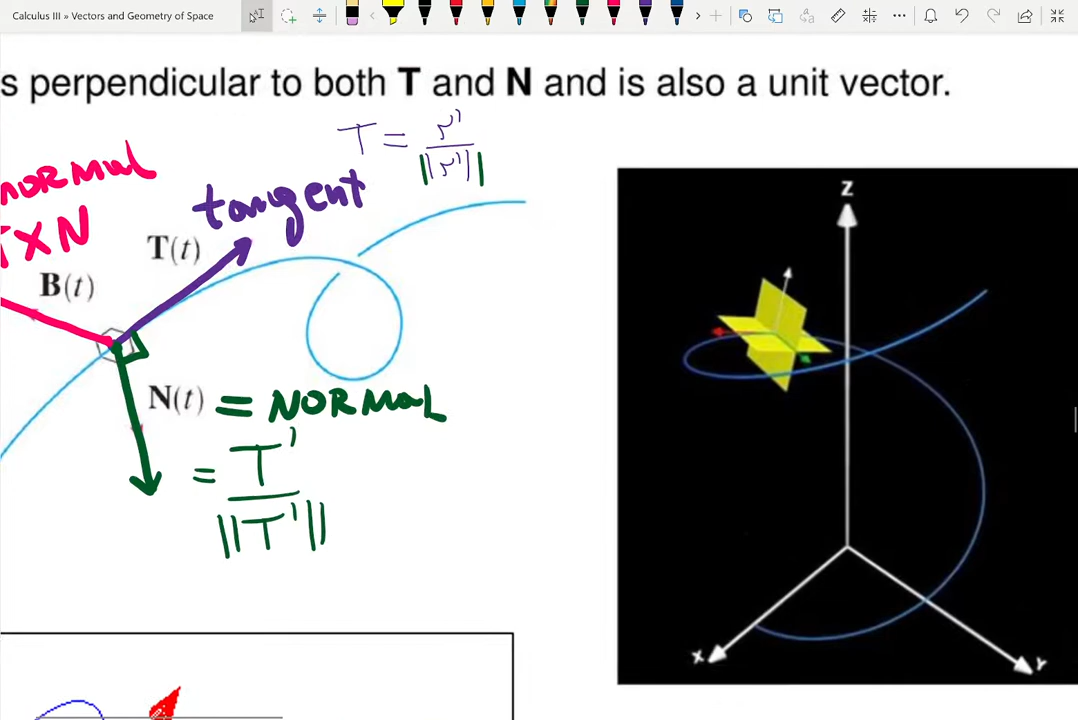 Calculus III » Vectors and Geometry of Space
s perpendicular to both T and N and is also a unit vector.
T = r' / ||r'||
NORMAL
tangent
T X N
T(t)
B(t)
N(t) = NORMAL
= T' / ||T'||
Z
X
Y